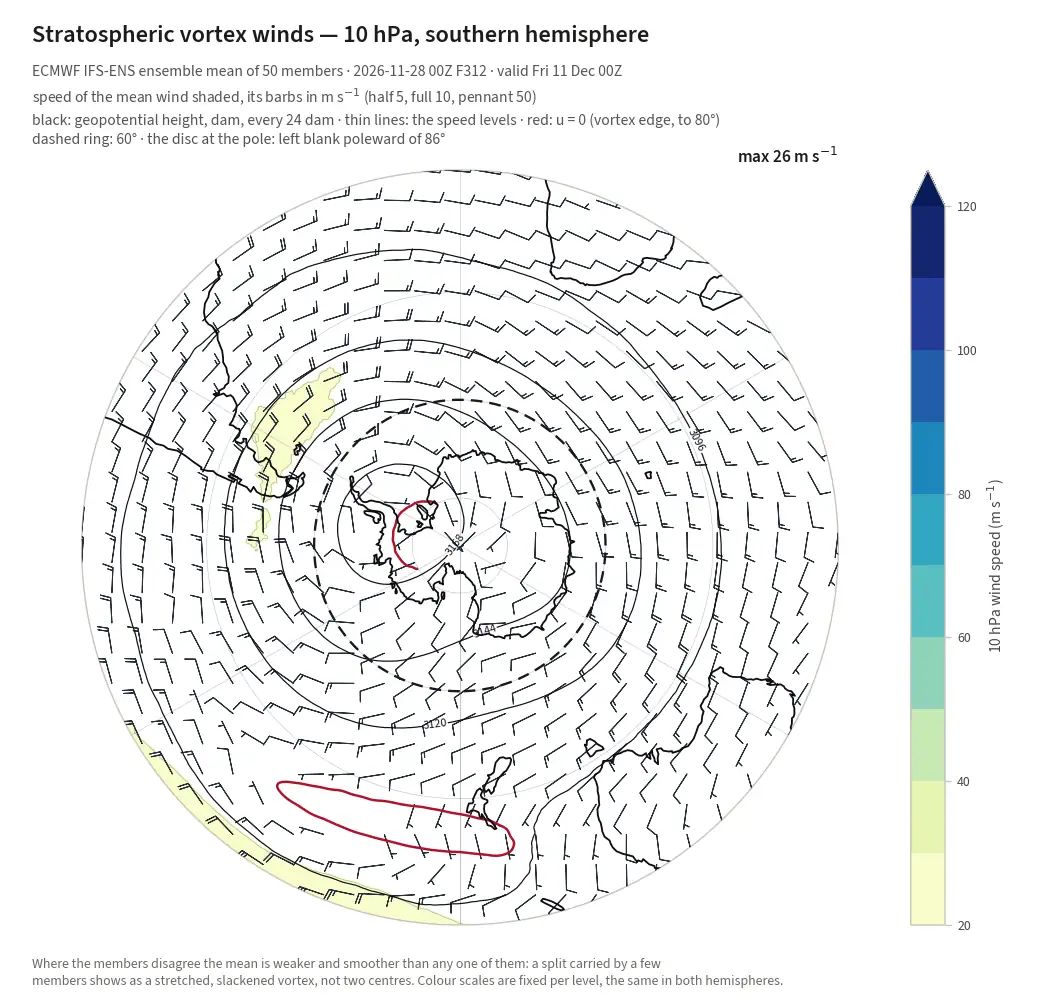 Stratospheric vortex winds — 10 hPa, southern hemisphere
ECMWF IFS-ENS ensemble mean of 50 members · 2026-11-28 00Z F312 · valid Fri 11 Dec 00Z
speed of the mean wind shaded, its barbs in m s⁻¹ (half 5, full 10, pennant 50)
black: geopotential height, dam, every 24 dam · thin lines: the speed levels · red: u = 0 (vortex edge, to 80°)
dashed ring: 60° · the disc at the pole: left blank poleward of 86°
max 26 m s⁻¹
120
100
80
60
40
20
10 hPa wind speed (m s⁻¹)
3096
3168
3144
3120
Where the members disagree the mean is weaker and smoother than any one of them: a split carried by a few
members shows as a stretched, slackened vortex, not two centres. Colour scales are fixed per level, the same in both hemispheres.